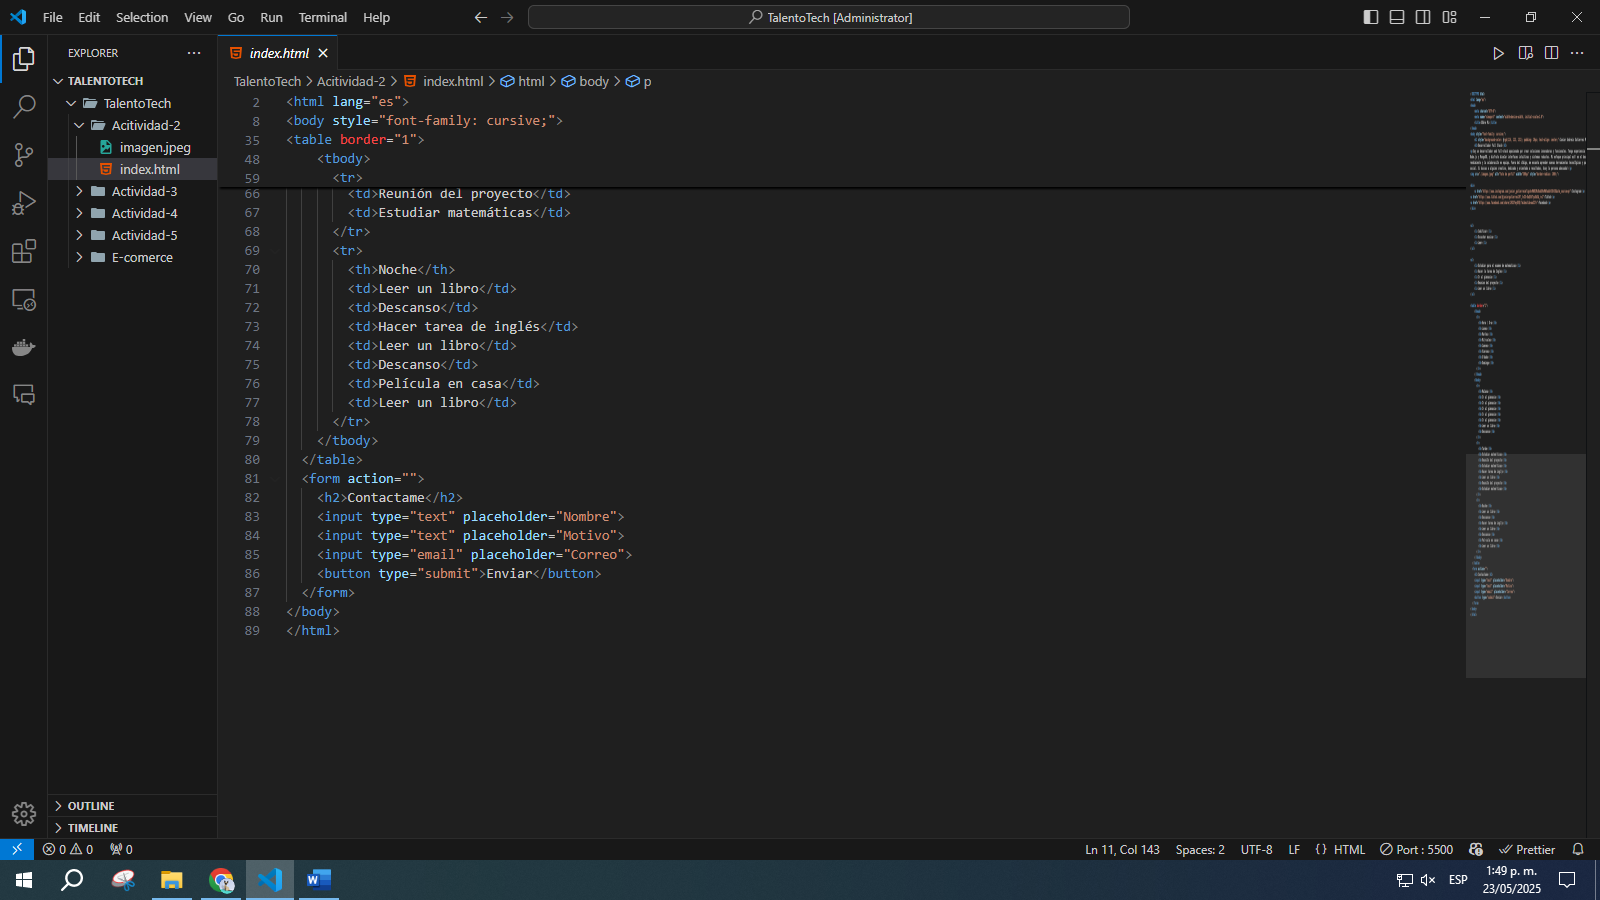 File Edit Selection View Go Run Terminal Help
TalentoTech [Administrator]
EXPLORER
TALENTOTECH
TalentoTech
Acitividad-2
imagen.jpeg
index.html
Actividad-3
Actividad-4
Actividad-5
E-comerce
OUTLINE
TIMELINE
index.html
TalentoTech > Acitividad-2 > index.html > html > body > p
2 <html lang="es">
8 <body style="font-family: cursive;">
35 <table border="1">
48 <tbody>
59 <tr>
66 <td>Reunión del proyecto</td>
67 <td>Estudiar matemáticas</td>
68 </tr>
69 <tr>
70 <th>Noche</th>
71 <td>Leer un libro</td>
72 <td>Descanso</td>
73 <td>Hacer tarea de inglés</td>
74 <td>Leer un libro</td>
75 <td>Descanso</td>
76 <td>Película en casa</td>
77 <td>Leer un libro</td>
78 </tr>
79 </tbody>
80 </table>
81 <form action="">
82 <h2>Contactame</h2>
83 <input type="text" placeholder="Nombre">
84 <input type="text" placeholder="Motivo">
85 <input type="email" placeholder="Correo">
86 <button type="submit">Enviar</button>
87 </form>
88 </body>
89 </html>
0 0 0
Ln 11, Col 143 Spaces: 2 UTF-8 LF {} HTML Port : 5500 Prettier
ESP
1:49 p. m.
23/05/2025